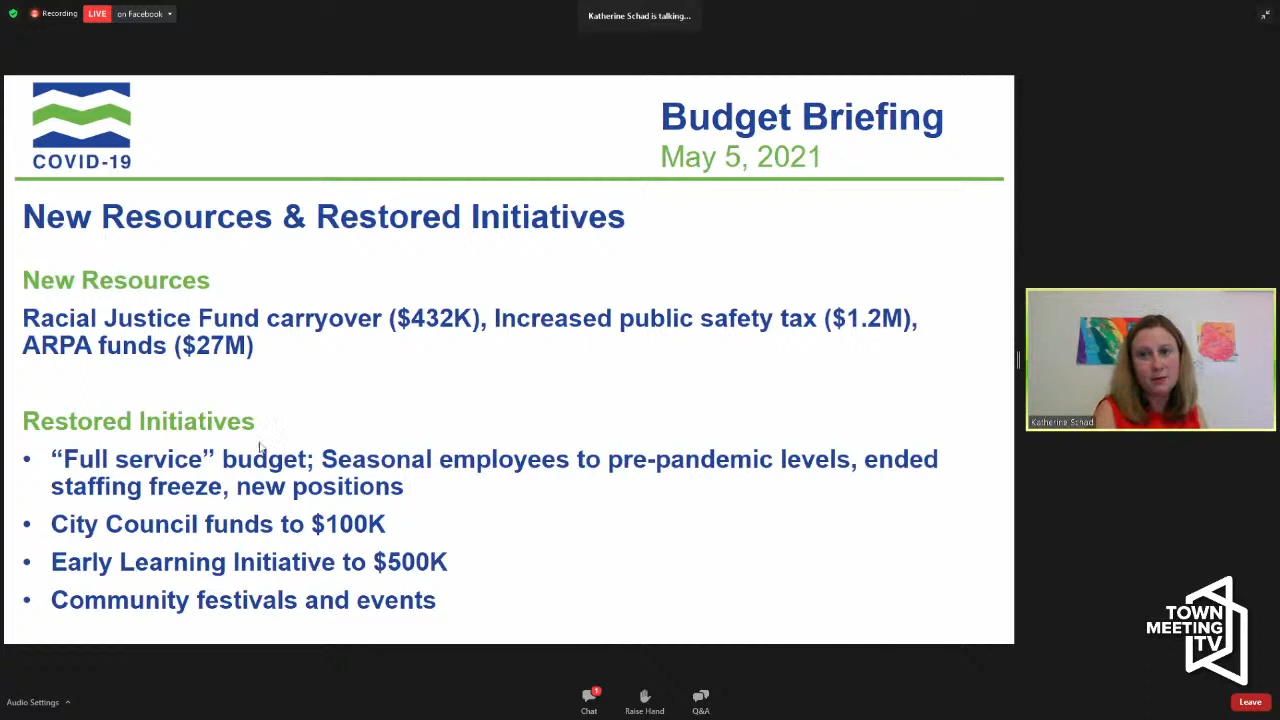 Recording
LIVE
on Facebook
Katherine Schad is talking...
COVID-19
Budget Briefing
May 5, 2021
New Resources & Restored Initiatives
New Resources
Racial Justice Fund carryover ($432K), Increased public safety tax ($1.2M),
ARPA funds ($27M)
Restored Initiatives
• “Full service” budget; Seasonal employees to pre-pandemic levels, ended
staffing freeze, new positions
• City Council funds to $100K
• Early Learning Initiative to $500K
• Community festivals and events
Katherine Schad
TOWN
MEETING
TV
Audio Settings
1
Chat
Raise Hand
Q&A
Leave